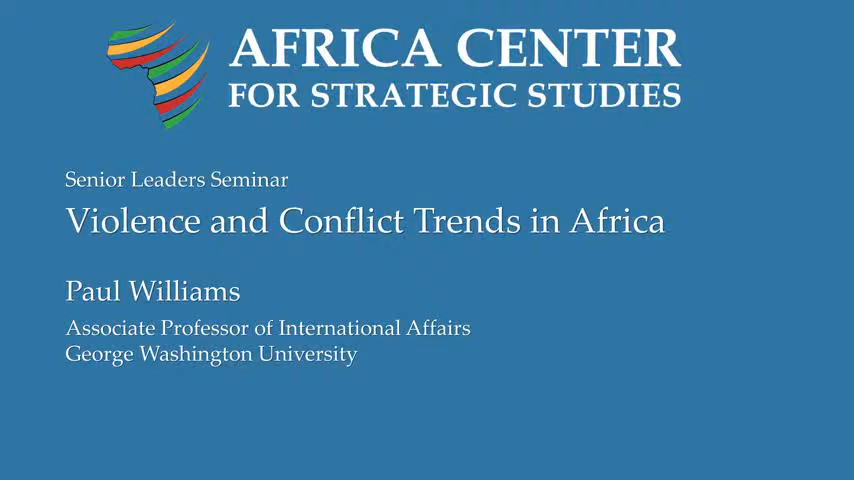 AFRICA CENTER
FOR STRATEGIC STUDIES
Senior Leaders Seminar
Violence and Conflict Trends in Africa
Paul Williams
Associate Professor of International Affairs
George Washington University